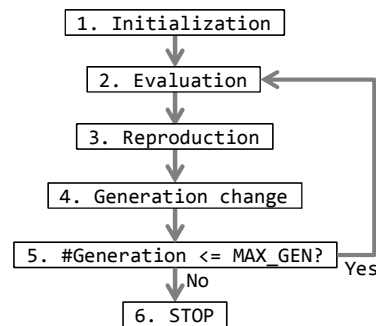 1. Initialization
2. Evaluation
3. Reproduction
4. Generation change
5. #Generation <= MAX_GEN?
Yes
No
6. STOP